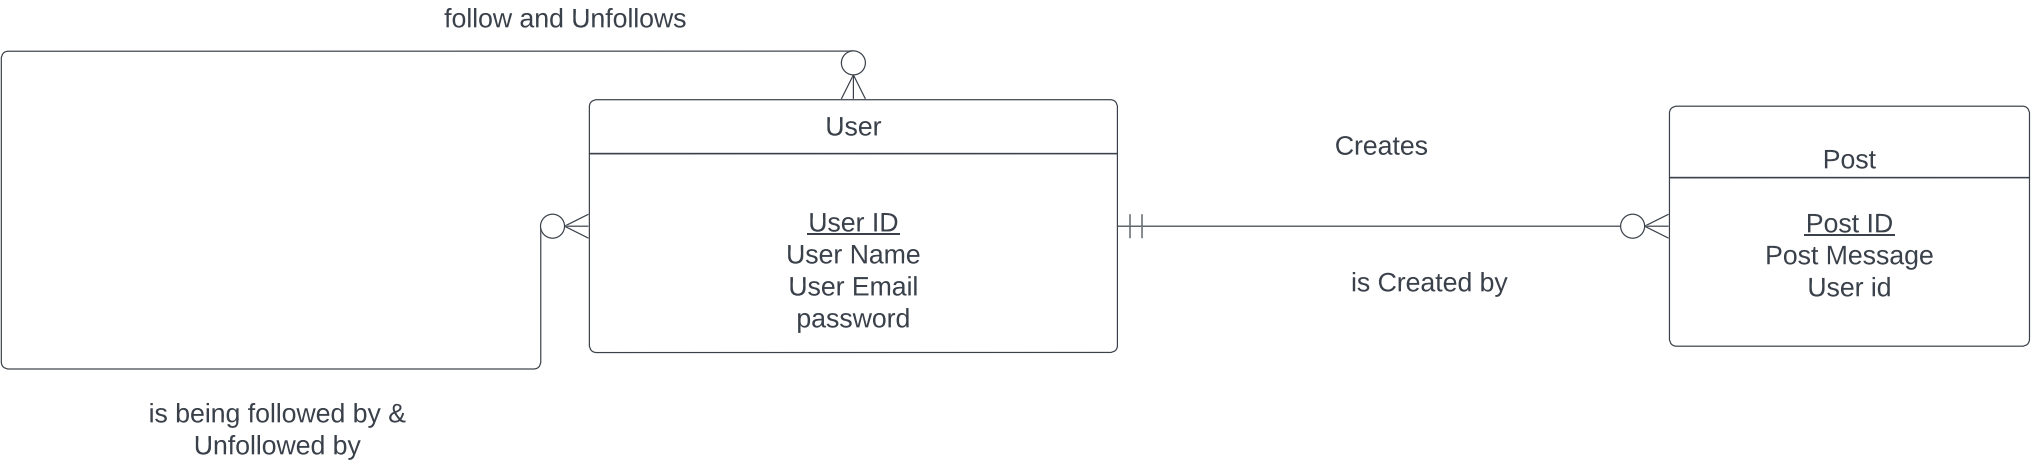 follow and Unfollows
User
User ID
User Name
User Email
password
Creates
is Created by
Post
Post ID
Post Message
User id
is being followed by &
Unfollowed by